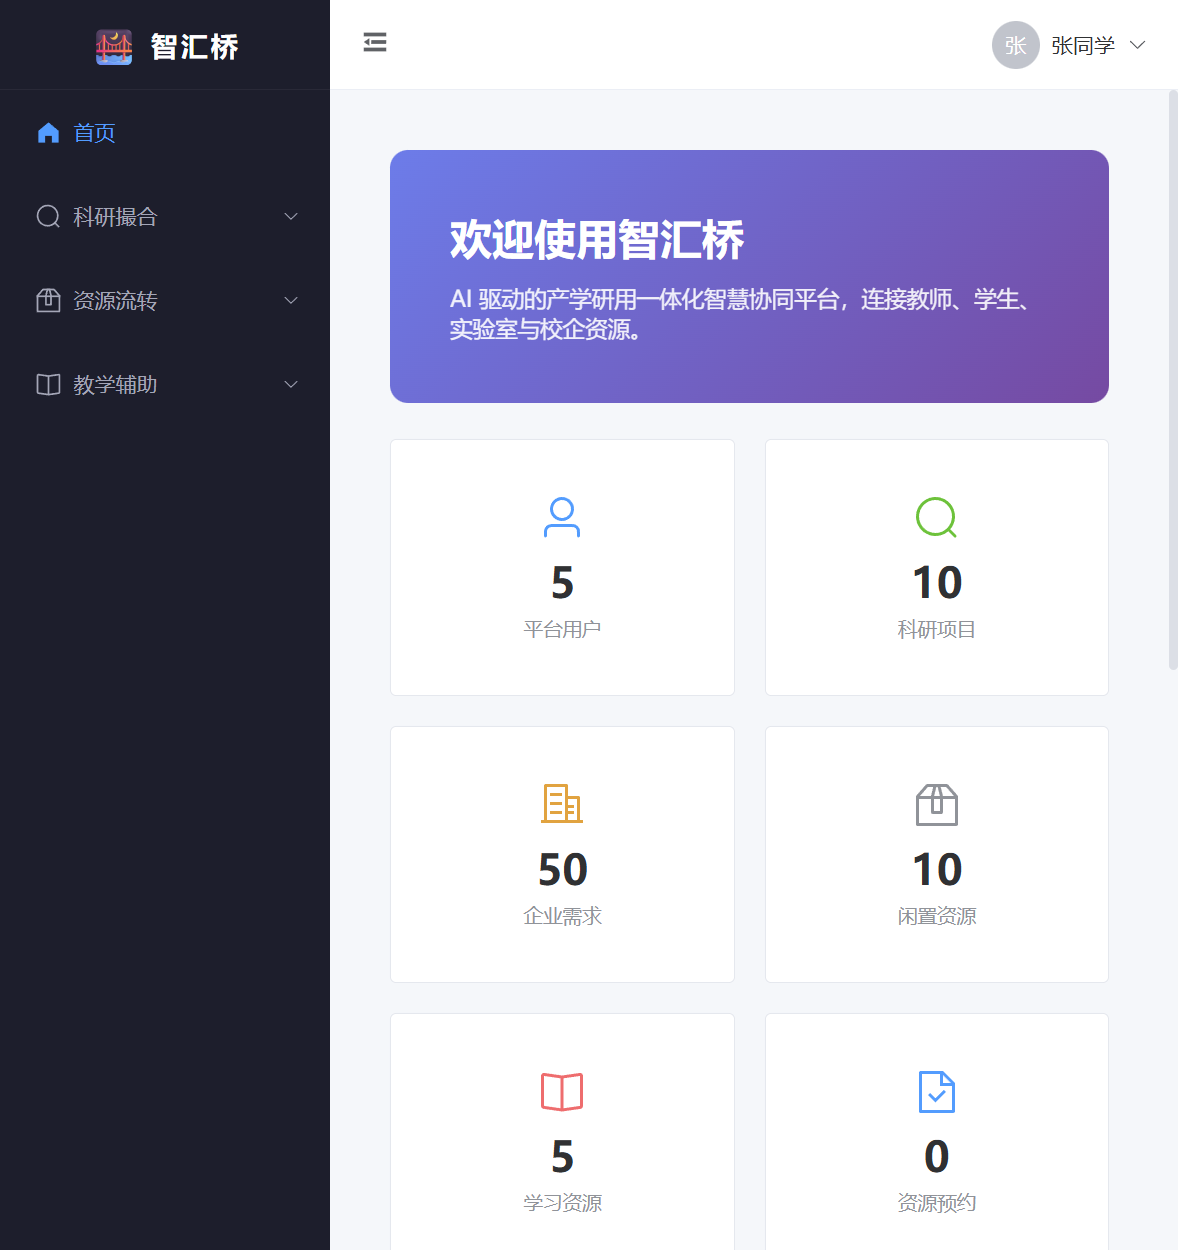 智汇桥
张
张同学
首页
科研撮合
资源流转
教学辅助
欢迎使用智汇桥
AI 驱动的产学研用一体化智慧协同平台，连接教师、学生、
实验室与校企资源。
5
平台用户
10
科研项目
50
企业需求
10
闲置资源
5
学习资源
0
资源预约